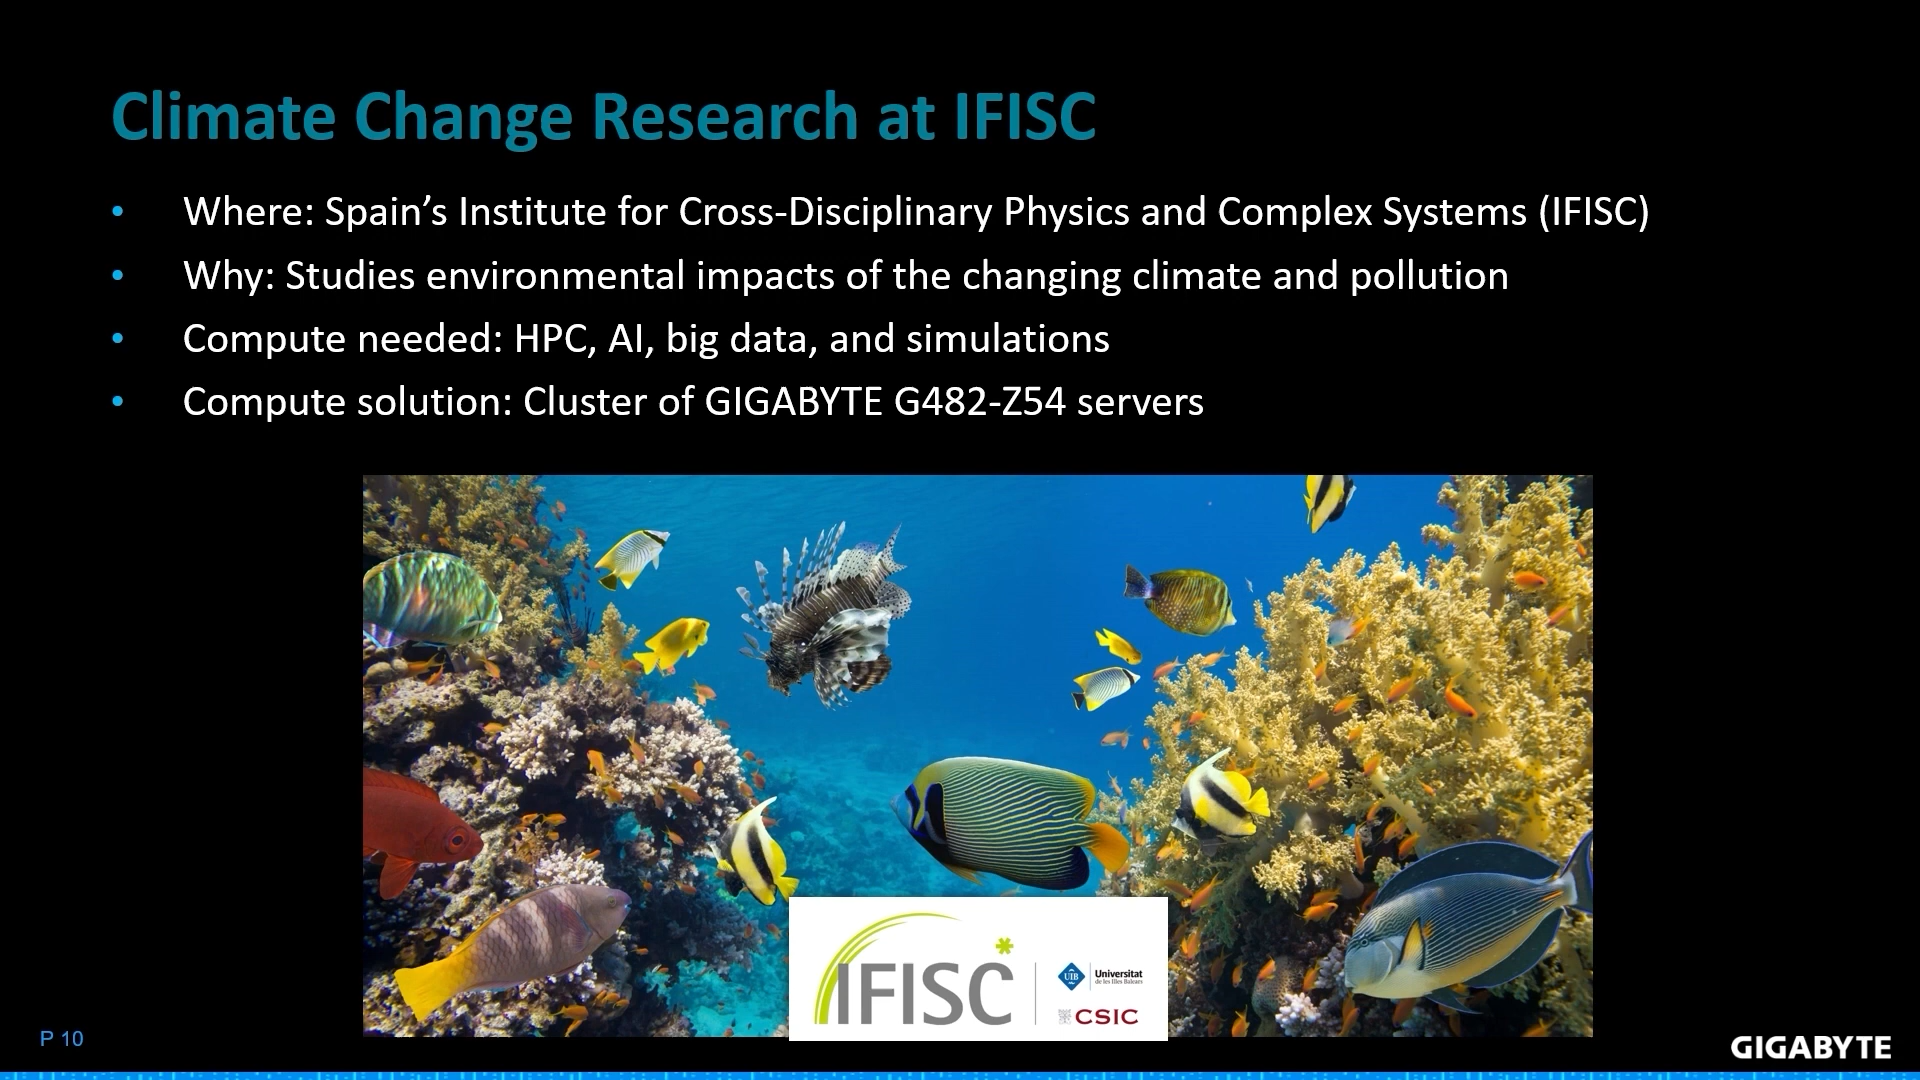 Climate Change Research at IFISC
• Where: Spain’s Institute for Cross-Disciplinary Physics and Complex Systems (IFISC)
• Why: Studies environmental impacts of the changing climate and pollution
• Compute needed: HPC, AI, big data, and simulations
• Compute solution: Cluster of GIGABYTE G482-Z54 servers
IFISC
UIB
Universitat
de les Illes Balears
CSIC
P 10
GIGABYTE